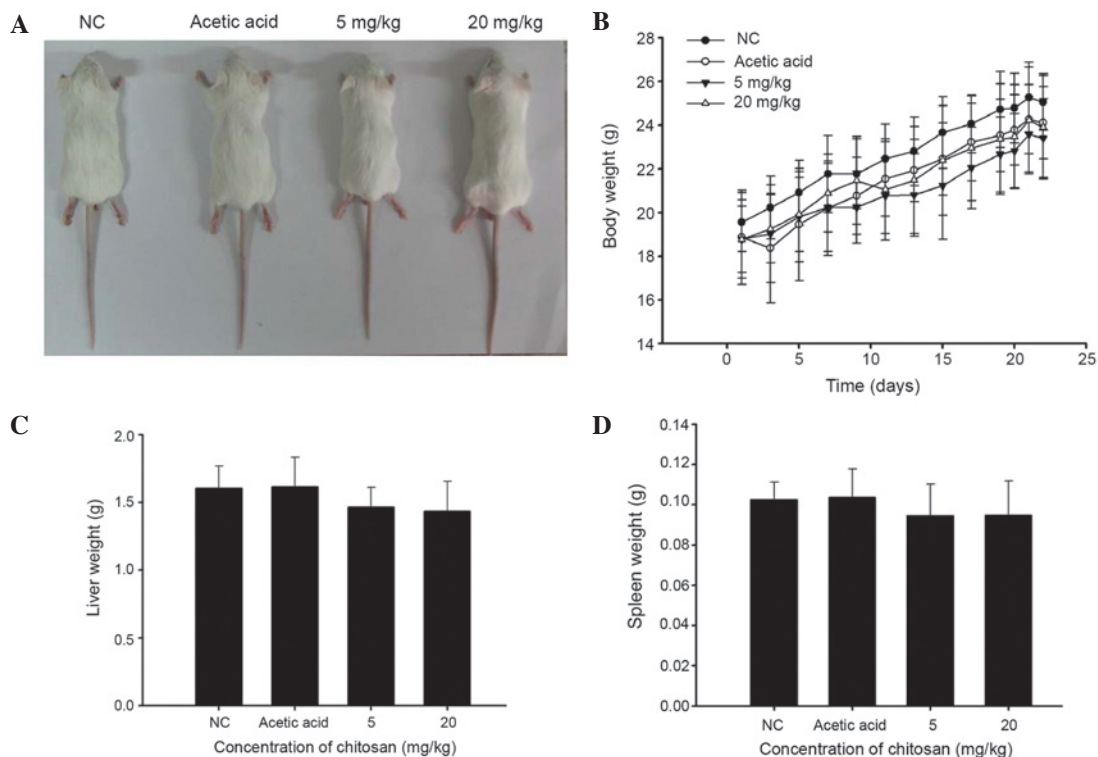 A
NC Acetic acid 5 mg/kg 20 mg/kg
B
NC
Acetic acid
5 mg/kg
20 mg/kg
28
26
24
22
20
18
16
14
Body weight (g)
0 5 10 15 20 25
Time (days)
C
2.0
1.5
1.0
0.5
0.0
Liver weight (g)
NC Acetic acid 5 20
Concentration of chitosan (mg/kg)
D
0.14
0.12
0.10
0.08
0.06
0.04
0.02
0.00
Spleen weight (g)
NC Acetic acid 5 20
Concentration of chitosan (mg/kg)